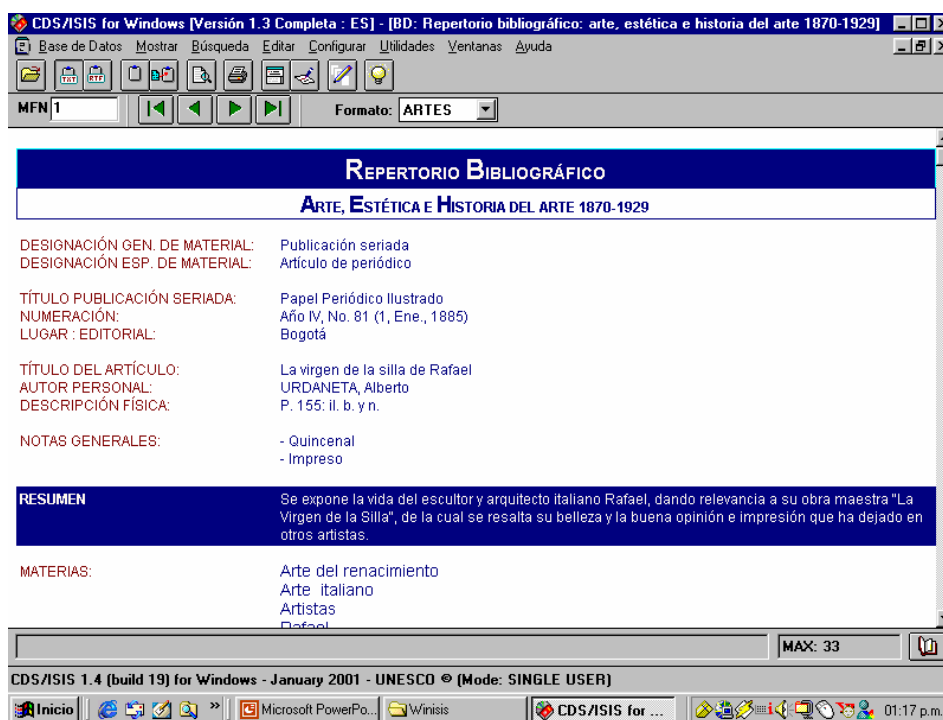 CDS/ISIS for Windows [Versión 1.3 Completa : ES] - [BD: Repertorio bibliográfico: arte, estética e historia del arte 1870-1929]
Base de Datos Mostrar Búsqueda Editar Configurar Utilidades Ventanas Ayuda
TXT RTF
MFN 1 Formato: ARTES
REPERTORIO BIBLIOGRÁFICO
ARTE, ESTÉTICA E HISTORIA DEL ARTE 1870-1929
DESIGNACIÓN GEN. DE MATERIAL: Publicación seriada
DESIGNACIÓN ESP. DE MATERIAL: Artículo de periódico
TÍTULO PUBLICACIÓN SERIADA: Papel Periódico Ilustrado
NUMERACIÓN: Año IV, No. 81 (1, Ene., 1885)
LUGAR : EDITORIAL: Bogotá
TÍTULO DEL ARTÍCULO: La virgen de la silla de Rafael
AUTOR PERSONAL: URDANETA, Alberto
DESCRIPCIÓN FÍSICA: P. 155: il. b. y n.
NOTAS GENERALES: - Quincenal
- Impreso
RESUMEN Se expone la vida del escultor y arquitecto italiano Rafael, dando relevancia a su obra maestra "La
Virgen de la Silla", de la cual se resalta su belleza y la buena opinión e impresión que ha dejado en
otros artistas.
MATERIAS: Arte del renacimiento
Arte italiano
Artistas
Rafael
MAX: 33
CDS/ISIS 1.4 (build 19) for Windows - January 2001 - UNESCO © (Mode: SINGLE USER)
Inicio » Microsoft PowerPo... Winisis CDS/ISIS for ... 01:17 p.m.